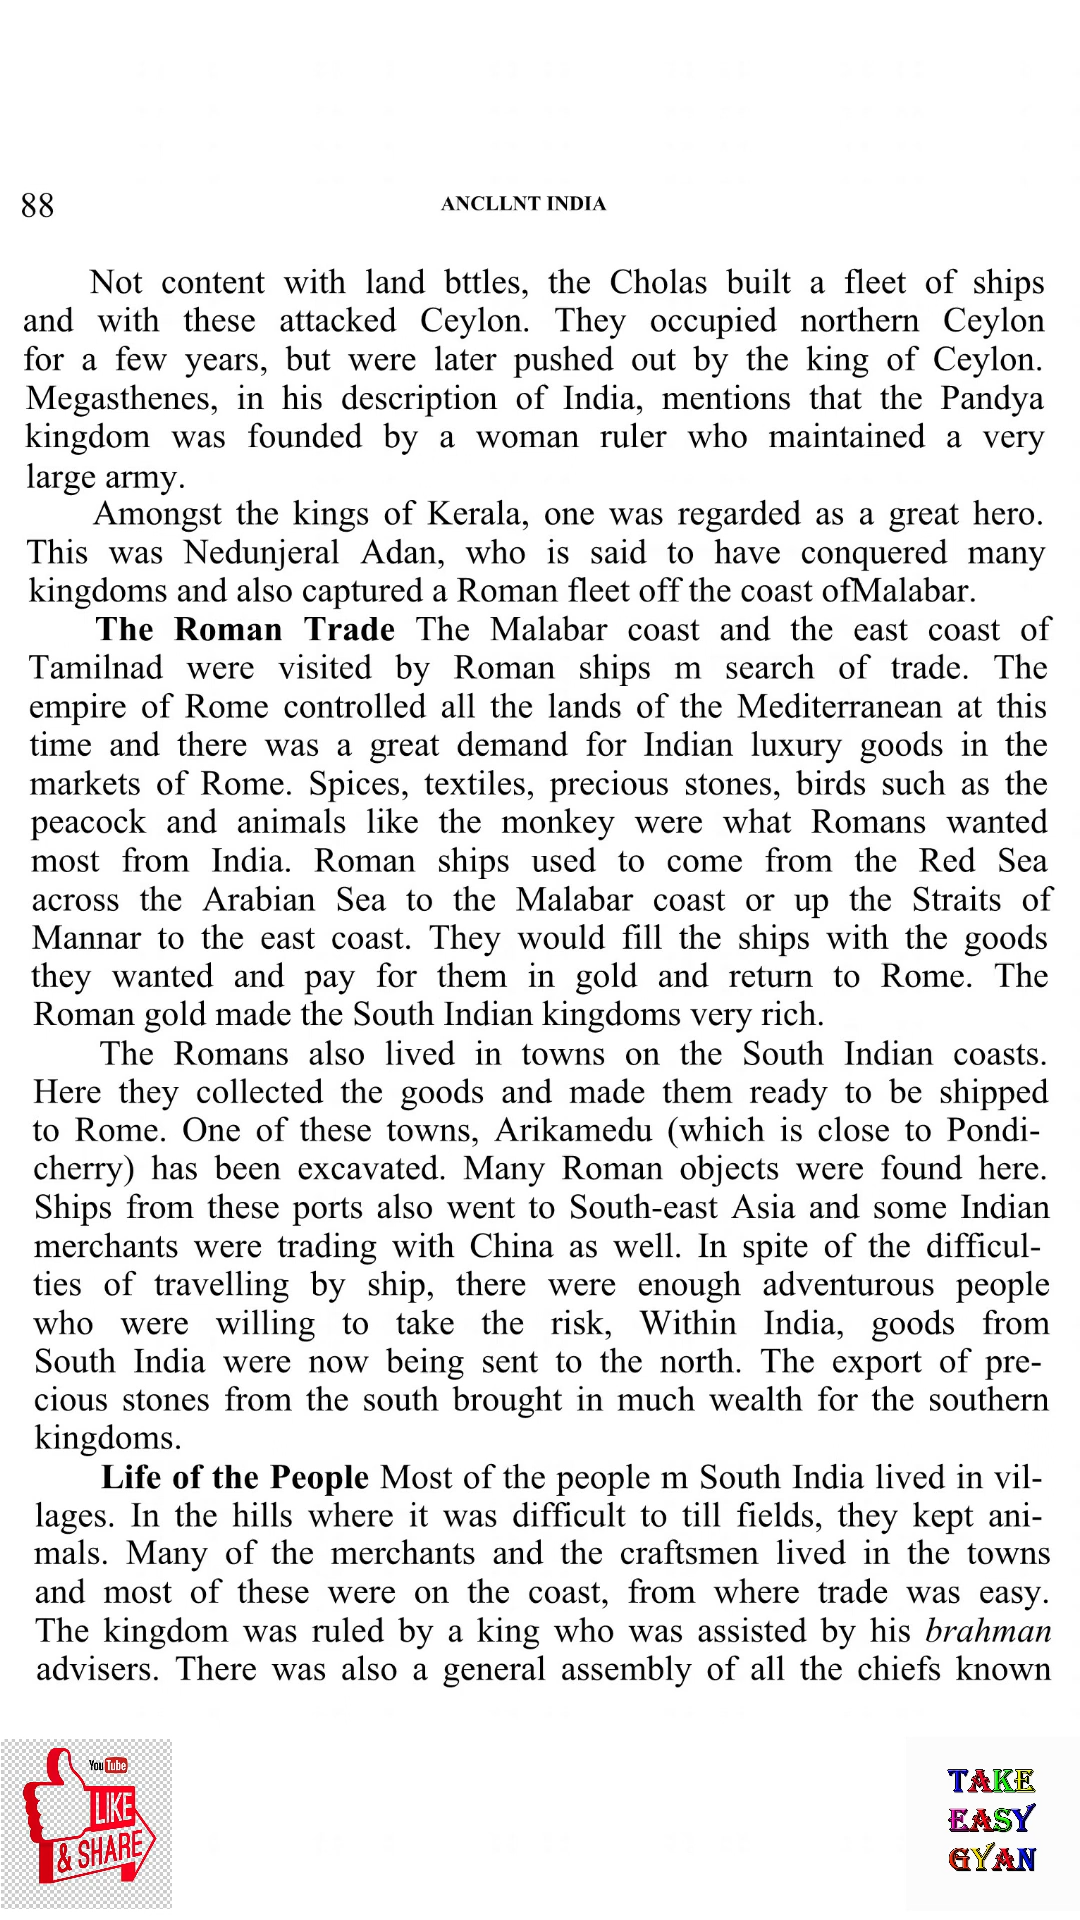 88
ANCLLNT INDIA
Not content with land bttles, the Cholas built a fleet of ships
and with these attacked Ceylon. They occupied northern Ceylon
for a few years, but were later pushed out by the king of Ceylon.
Megasthenes, in his description of India, mentions that the Pandya
kingdom was founded by a woman ruler who maintained a very
large army.
Amongst the kings of Kerala, one was regarded as a great hero.
This was Nedunjeral Adan, who is said to have conquered many
kingdoms and also captured a Roman fleet off the coast ofMalabar.
The Roman Trade The Malabar coast and the east coast of
Tamilnad were visited by Roman ships m search of trade. The
empire of Rome controlled all the lands of the Mediterranean at this
time and there was a great demand for Indian luxury goods in the
markets of Rome. Spices, textiles, precious stones, birds such as the
peacock and animals like the monkey were what Romans wanted
most from India. Roman ships used to come from the Red Sea
across the Arabian Sea to the Malabar coast or up the Straits of
Mannar to the east coast. They would fill the ships with the goods
they wanted and pay for them in gold and return to Rome. The
Roman gold made the South Indian kingdoms very rich.
The Romans also lived in towns on the South Indian coasts.
Here they collected the goods and made them ready to be shipped
to Rome. One of these towns, Arikamedu (which is close to Pondi-
cherry) has been excavated. Many Roman objects were found here.
Ships from these ports also went to South-east Asia and some Indian
merchants were trading with China as well. In spite of the difficul-
ties of travelling by ship, there were enough adventurous people
who were willing to take the risk, Within India, goods from
South India were now being sent to the north. The export of pre-
cious stones from the south brought in much wealth for the southern
kingdoms.
Life of the People Most of the people m South India lived in vil-
lages. In the hills where it was difficult to till fields, they kept ani-
mals. Many of the merchants and the craftsmen lived in the towns
and most of these were on the coast, from where trade was easy.
The kingdom was ruled by a king who was assisted by his brahman
advisers. There was also a general assembly of all the chiefs known
YouTube
LIKE
& SHARE
TAKE
EASY
GYAN